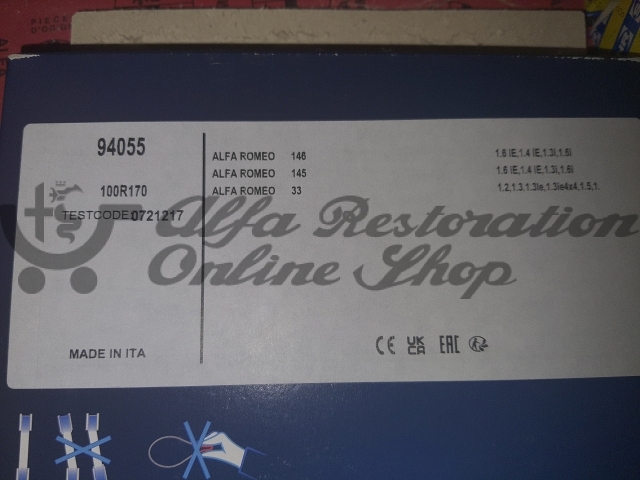 94055
100R170
TESTCODE 0721217
MADE IN ITA
ALFA ROMEO 146 1.6 IE,1.4 IE,1.3i,1.6i
ALFA ROMEO 145 1.6 IE,1.4 IE,1.3i,1.6i
ALFA ROMEO 33 1.2,1.3,1.3ie,1.3ie4x4,1.5,1.
Alfa Restoration
Online Shop
CE UK CA EAC